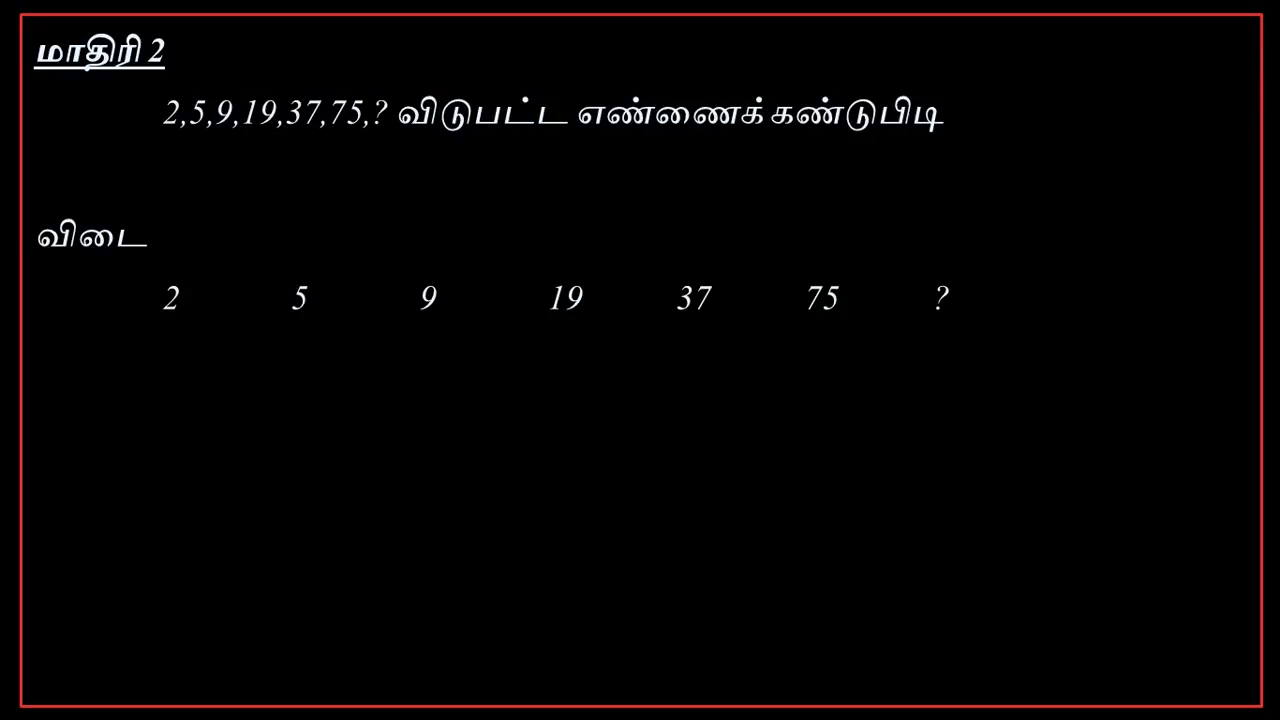 மாதிரி 2
2,5,9,19,37,75,? விடுபட்ட எண்ணைக் கண்டுபிடி
விடை
2 5 9 19 37 75 ?